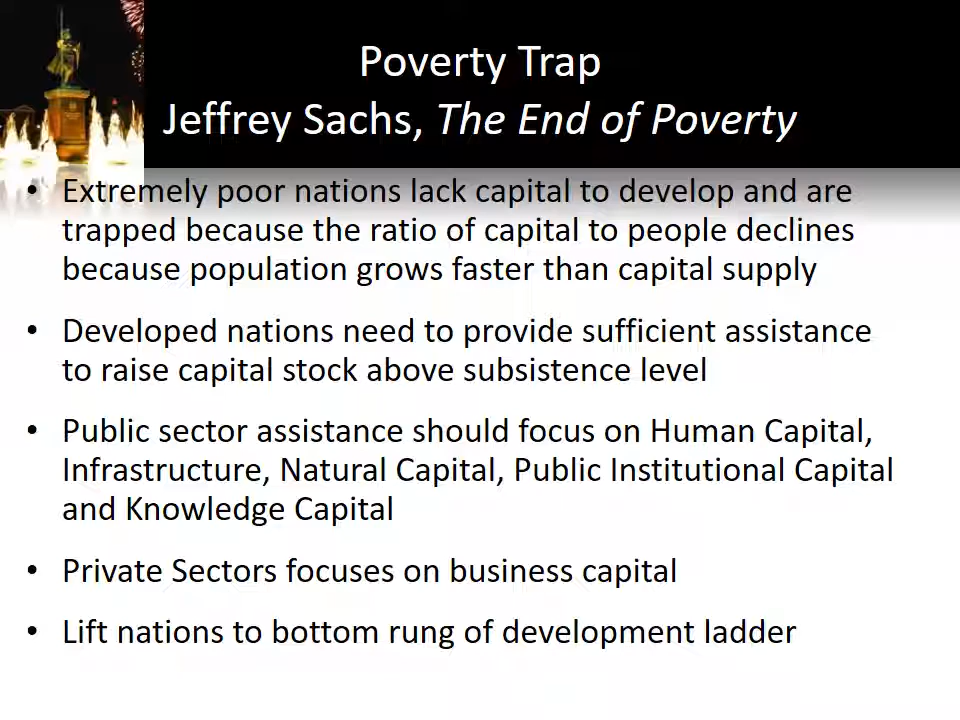 Poverty Trap
Jeffrey Sachs, The End of Poverty
• Extremely poor nations lack capital to develop and are
trapped because the ratio of capital to people declines
because population grows faster than capital supply
• Developed nations need to provide sufficient assistance
to raise capital stock above subsistence level
• Public sector assistance should focus on Human Capital,
Infrastructure, Natural Capital, Public Institutional Capital
and Knowledge Capital
• Private Sectors focuses on business capital
• Lift nations to bottom rung of development ladder